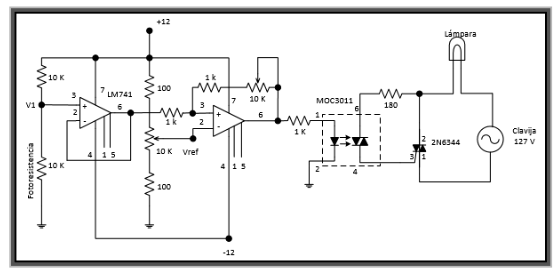 +12
Lámpara
10 K
7
LM741
3
V1
2
6
4
1 5
10 K
Fotoresistencia
100
1 k
10 K
Vref
100
1 k
10 K
3
7
2
6
4
1 5
-12
1 K
MOC3011
1
6
2
4
180
2N6344
2
3
1
Clavija
127 V